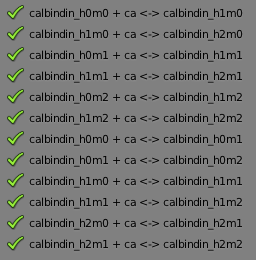 calbindin_h0m0 + ca <-> calbindin_h1m0
calbindin_h1m0 + ca <-> calbindin_h2m0
calbindin_h0m1 + ca <-> calbindin_h1m1
calbindin_h1m1 + ca <-> calbindin_h2m1
calbindin_h0m2 + ca <-> calbindin_h1m2
calbindin_h1m2 + ca <-> calbindin_h2m2
calbindin_h0m0 + ca <-> calbindin_h0m1
calbindin_h0m1 + ca <-> calbindin_h0m2
calbindin_h1m0 + ca <-> calbindin_h1m1
calbindin_h1m1 + ca <-> calbindin_h1m2
calbindin_h2m0 + ca <-> calbindin_h2m1
calbindin_h2m1 + ca <-> calbindin_h2m2